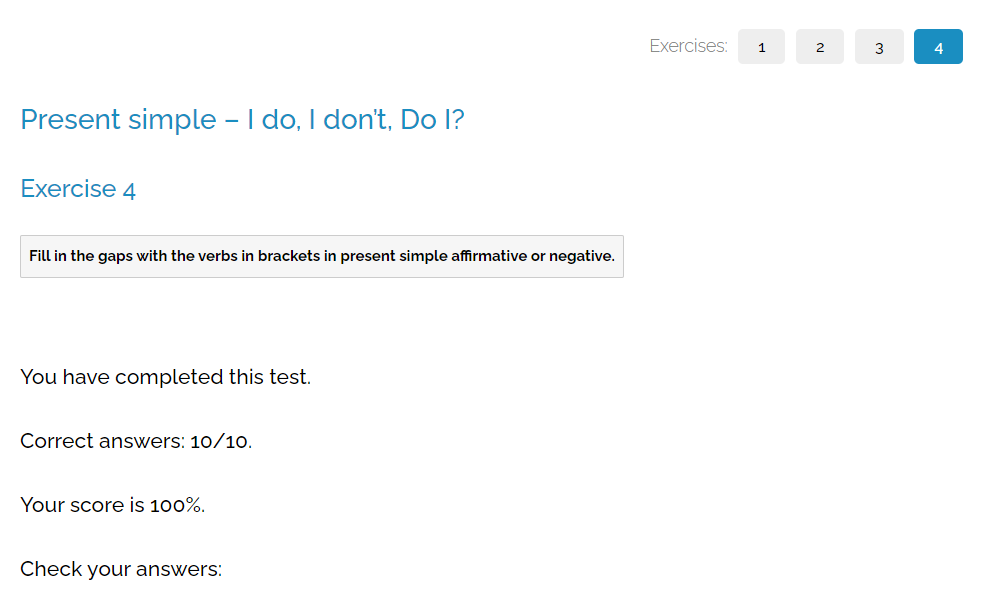 Exercises: 1 2 3 4
Present simple – I do, I don’t, Do I?
Exercise 4
Fill in the gaps with the verbs in brackets in present simple affirmative or negative.
You have completed this test.
Correct answers: 10/10.
Your score is 100%.
Check your answers: